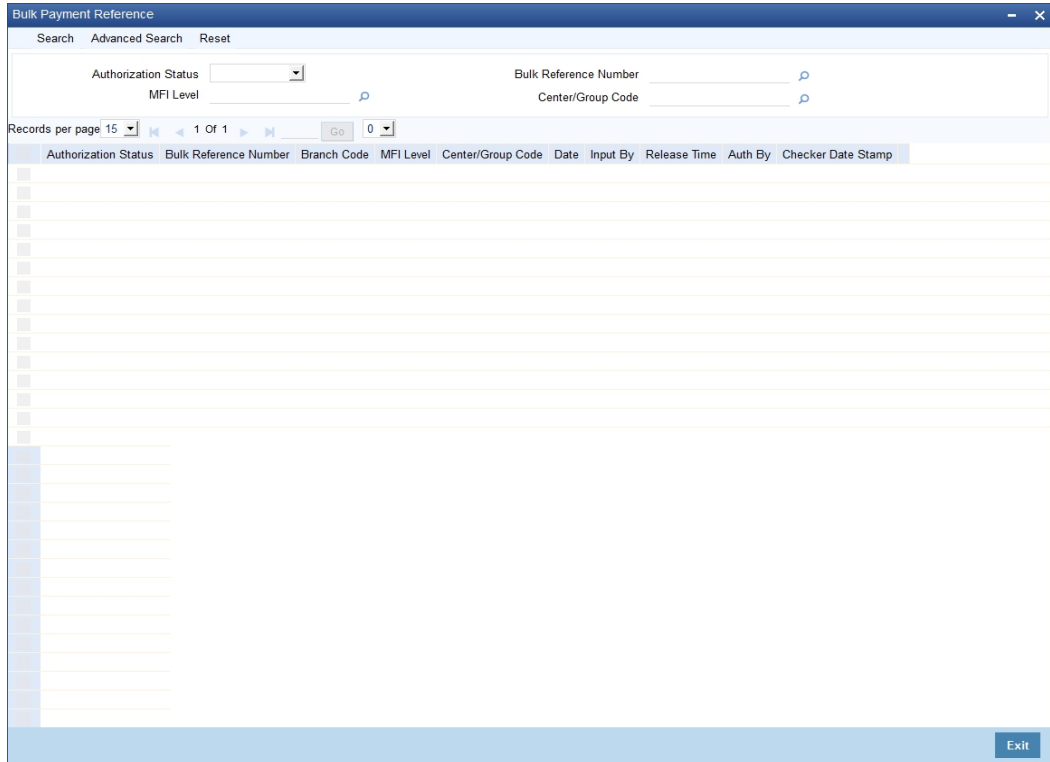 Bulk Payment Reference
Search Advanced Search Reset
Authorization Status Bulk Reference Number
MFI Level Center/Group Code
Records per page 15 1 Of 1 Go 0
Authorization Status Bulk Reference Number Branch Code MFI Level Center/Group Code Date Input By Release Time Auth By Checker Date Stamp
Exit